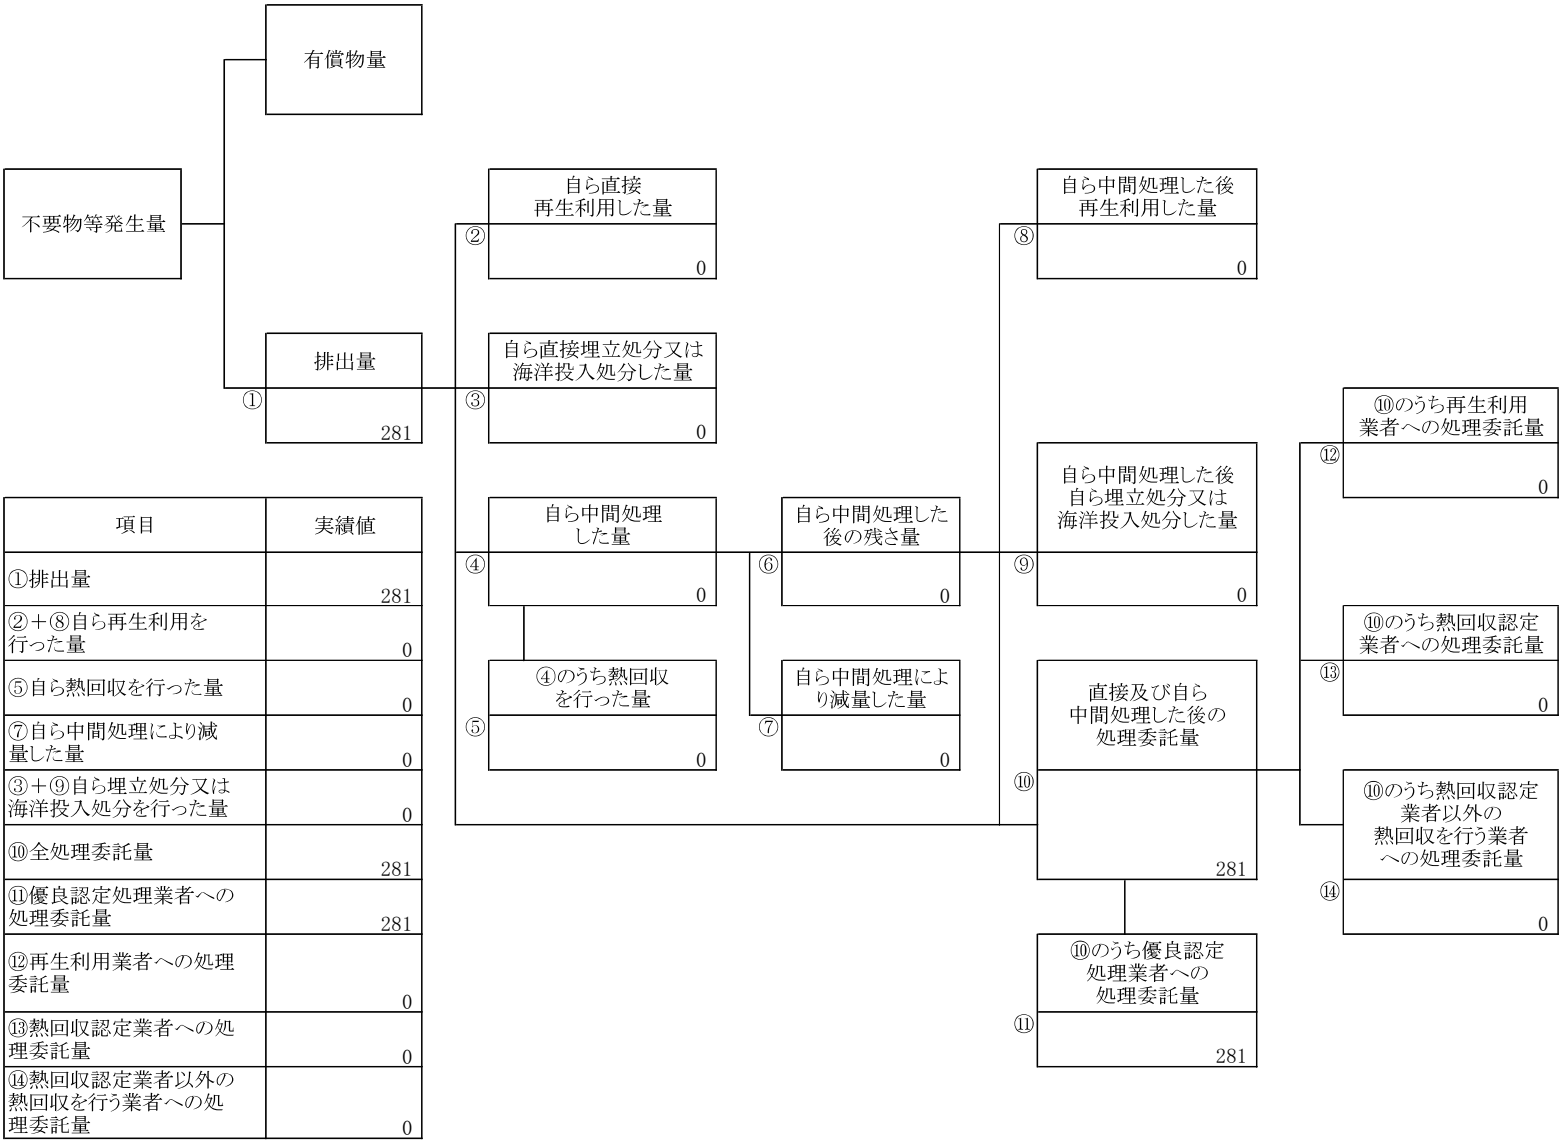 有償物量
不要物等発生量
自ら直接
再生利用した量
②
0
自ら中間処理した後
再生利用した量
⑧
0
排出量
①
281
自ら直接埋立処分又は
海洋投入処分した量
③
0
⑩のうち再生利用
業者への処理委託量
⑫
0
自ら中間処理
した量
④
0
自ら中間処理した
後の残さ量
⑥
0
自ら中間処理した後
自ら埋立処分又は
海洋投入処分した量
⑨
0
⑩のうち熱回収認定
業者への処理委託量
⑬
0
④のうち熱回収
を行った量
⑤
0
自ら中間処理によ
り減量した量
⑦
0
直接及び自ら
中間処理した後の
処理委託量
⑩
281
⑩のうち熱回収認定
業者以外の
熱回収を行う業者
への処理委託量
⑭
0
⑩のうち優良認定
処理業者への
処理委託量
⑪
281
項目 実績値
①排出量
281
②＋⑧自ら再生利用を
行った量
0
⑤自ら熱回収を行った量
0
⑦自ら中間処理により減
量した量
0
③＋⑨自ら埋立処分又は
海洋投入処分を行った量
0
⑩全処理委託量
281
⑪優良認定処理業者への
処理委託量
281
⑫再生利用業者への処理
委託量
0
⑬熱回収認定業者への処
理委託量
0
⑭熱回収認定業者以外の
熱回収を行う業者への処
理委託量
0